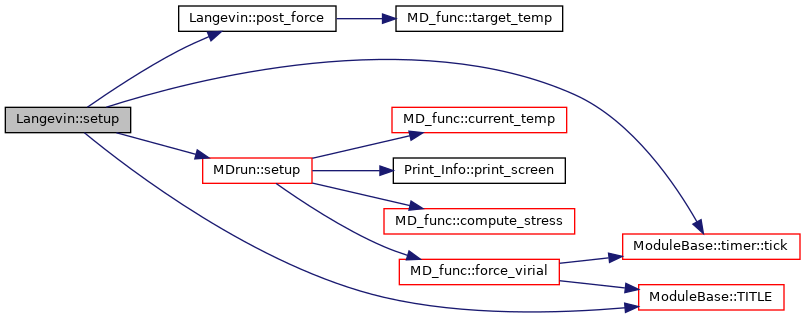 Langevin::post_force
MD_func::target_temp
Langevin::setup
MD_func::current_temp
MDrun::setup
Print_Info::print_screen
MD_func::compute_stress
ModuleBase::timer::tick
MD_func::force_virial
ModuleBase::TITLE